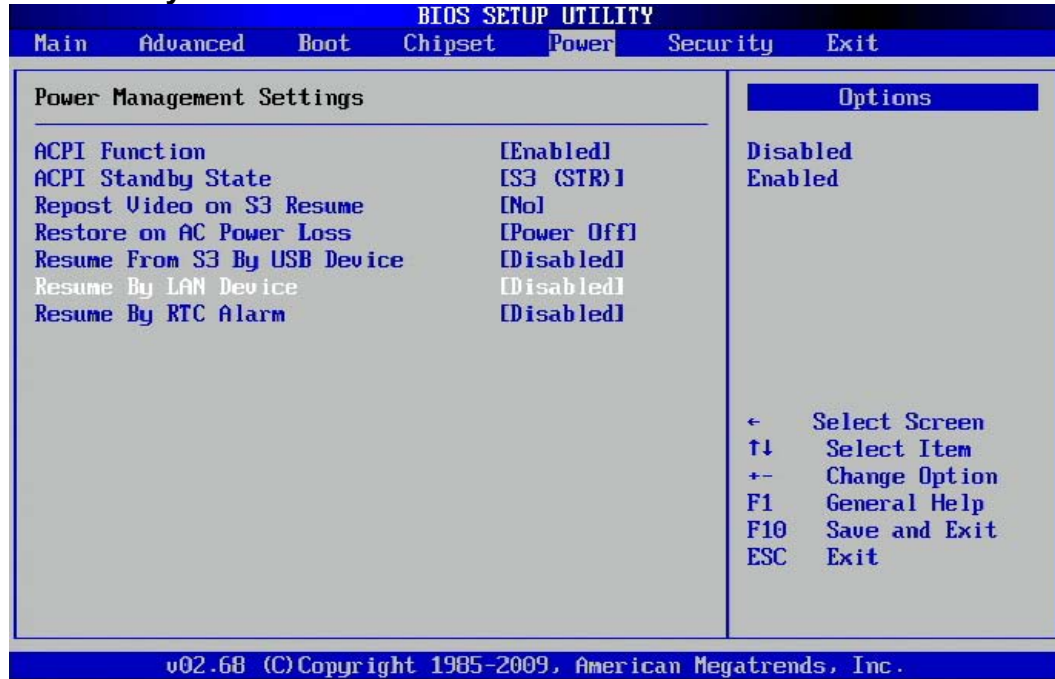 BIOS SETUP UTILITY
Main Advanced Boot Chipset Power Security Exit
Power Management Settings
ACPI Function [Enabled]
ACPI Standby State [S3 (STR)]
Repost Video on S3 Resume [No]
Restore on AC Power Loss [Power Off]
Resume From S3 By USB Device [Disabled]
Resume By LAN Device [Disabled]
Resume By RTC Alarm [Disabled]
Options
Disabled
Enabled
← Select Screen
↑↓ Select Item
+- Change Option
F1 General Help
F10 Save and Exit
ESC Exit
v02.68 (C)Copyright 1985-2009, American Megatrends, Inc.